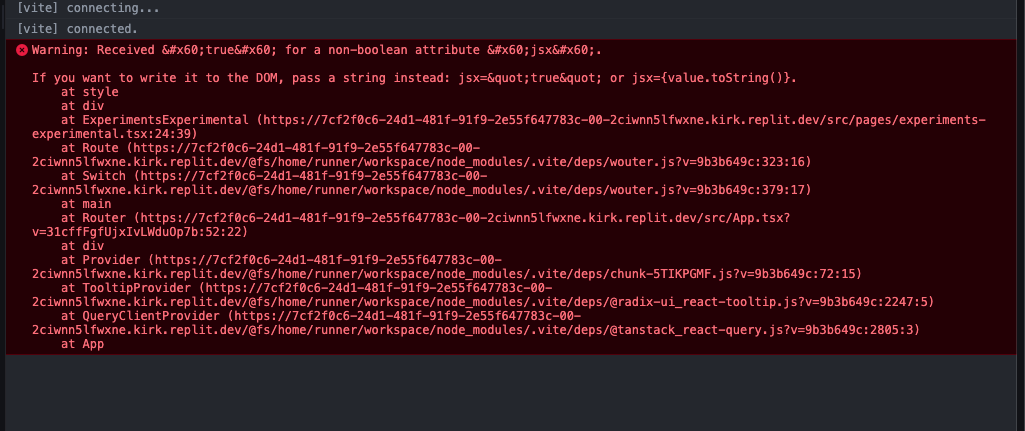 [vite] connecting...
[vite] connected.
Warning: Received &#x60;true&#x60; for a non-boolean attribute &#x60;jsx&#x60;.
If you want to write it to the DOM, pass a string instead: jsx=&quot;true&quot; or jsx={value.toString()}.
at style
at div
at ExperimentsExperimental (https://7cf2f0c6-24d1-481f-91f9-2e55f647783c-00-2ciwnn5lfwxne.kirk.replit.dev/src/pages/experiments-
experimental.tsx:24:39)
at Route (https://7cf2f0c6-24d1-481f-91f9-2e55f647783c-00-
2ciwnn5lfwxne.kirk.replit.dev/@fs/home/runner/workspace/node_modules/.vite/deps/wouter.js?v=9b3b649c:323:16)
at Switch (https://7cf2f0c6-24d1-481f-91f9-2e55f647783c-00-
2ciwnn5lfwxne.kirk.replit.dev/@fs/home/runner/workspace/node_modules/.vite/deps/wouter.js?v=9b3b649c:379:17)
at main
at Router (https://7cf2f0c6-24d1-481f-91f9-2e55f647783c-00-2ciwnn5lfwxne.kirk.replit.dev/src/App.tsx?
v=31cffFgfUjxIvLWduOp7b:52:22)
at div
at Provider (https://7cf2f0c6-24d1-481f-91f9-2e55f647783c-00-
2ciwnn5lfwxne.kirk.replit.dev/@fs/home/runner/workspace/node_modules/.vite/deps/chunk-5TIKPGMF.js?v=9b3b649c:72:15)
at TooltipProvider (https://7cf2f0c6-24d1-481f-91f9-2e55f647783c-00-
2ciwnn5lfwxne.kirk.replit.dev/@fs/home/runner/workspace/node_modules/.vite/deps/@radix-ui_react-tooltip.js?v=9b3b649c:2247:5)
at QueryClientProvider (https://7cf2f0c6-24d1-481f-91f9-2e55f647783c-00-
2ciwnn5lfwxne.kirk.replit.dev/@fs/home/runner/workspace/node_modules/.vite/deps/@tanstack_react-query.js?v=9b3b649c:2805:3)
at App